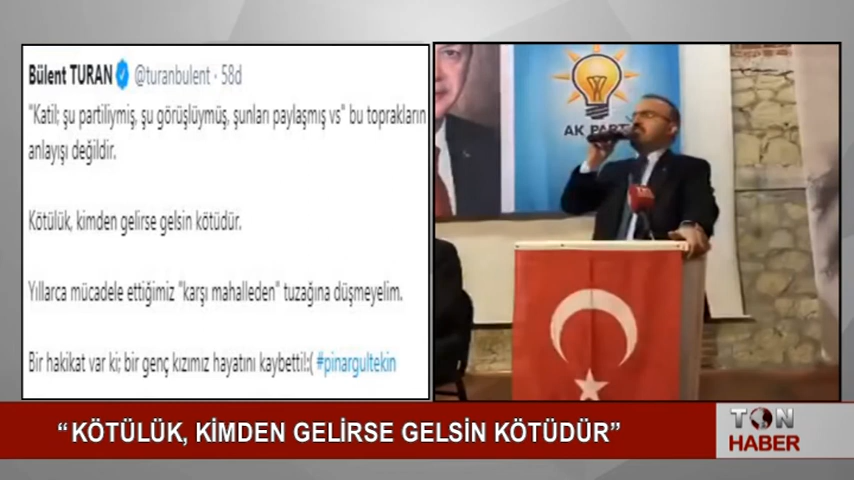 Bülent TURAN @turanbulent · 58d
"Katil; şu partiliymiş, şu görüşlüymüş, şunları paylaşmış vs" bu toprakların
anlayışı değildir.
Kötülük, kimden gelirse gelsin kötüdür.
Yıllarca mücadele ettiğimiz "karşı mahalleden" tuzağına düşmeyelim.
Bir hakikat var ki; bir genç kızımız hayatını kaybetti!:( #pinargultekin
AK PARTİ
“KÖTÜLÜK, KİMDEN GELİRSE GELSİN KÖTÜDÜR”
TON
HABER